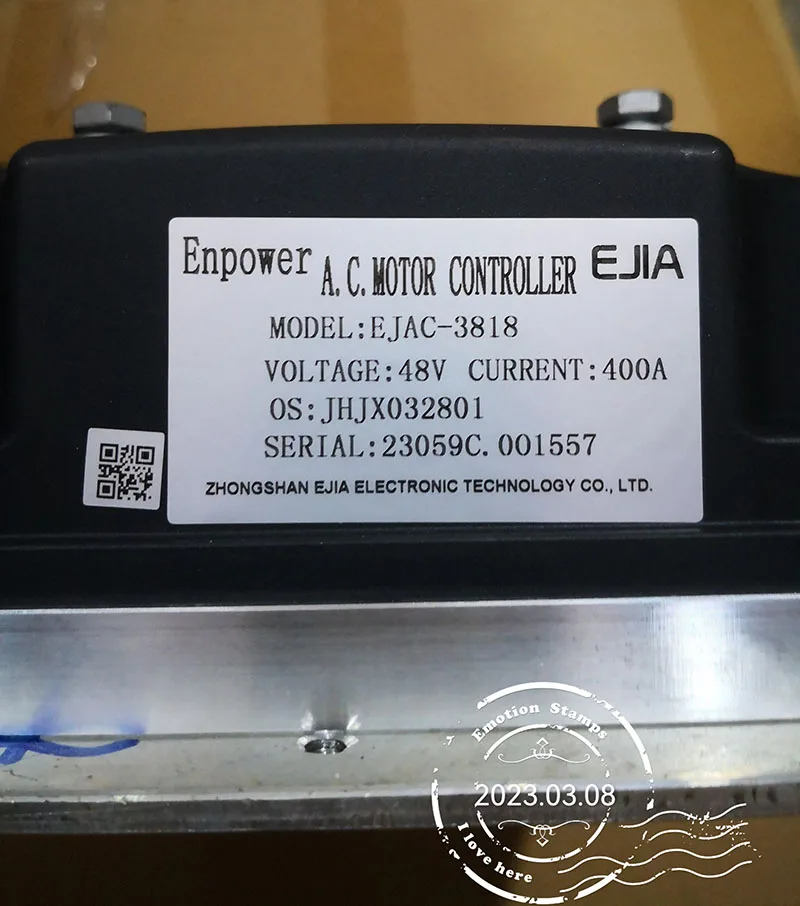 Enpower A.C.MOTOR CONTROLLER EJIA
MODEL:EJAC-3818
VOLTAGE:48V CURRENT:400A
OS:JHJX032801
SERIAL:23059C.001557
ZHONGSHAN EJIA ELECTRONIC TECHNOLOGY CO., LTD.
Emotion Stamps
2023.03.08
I love here